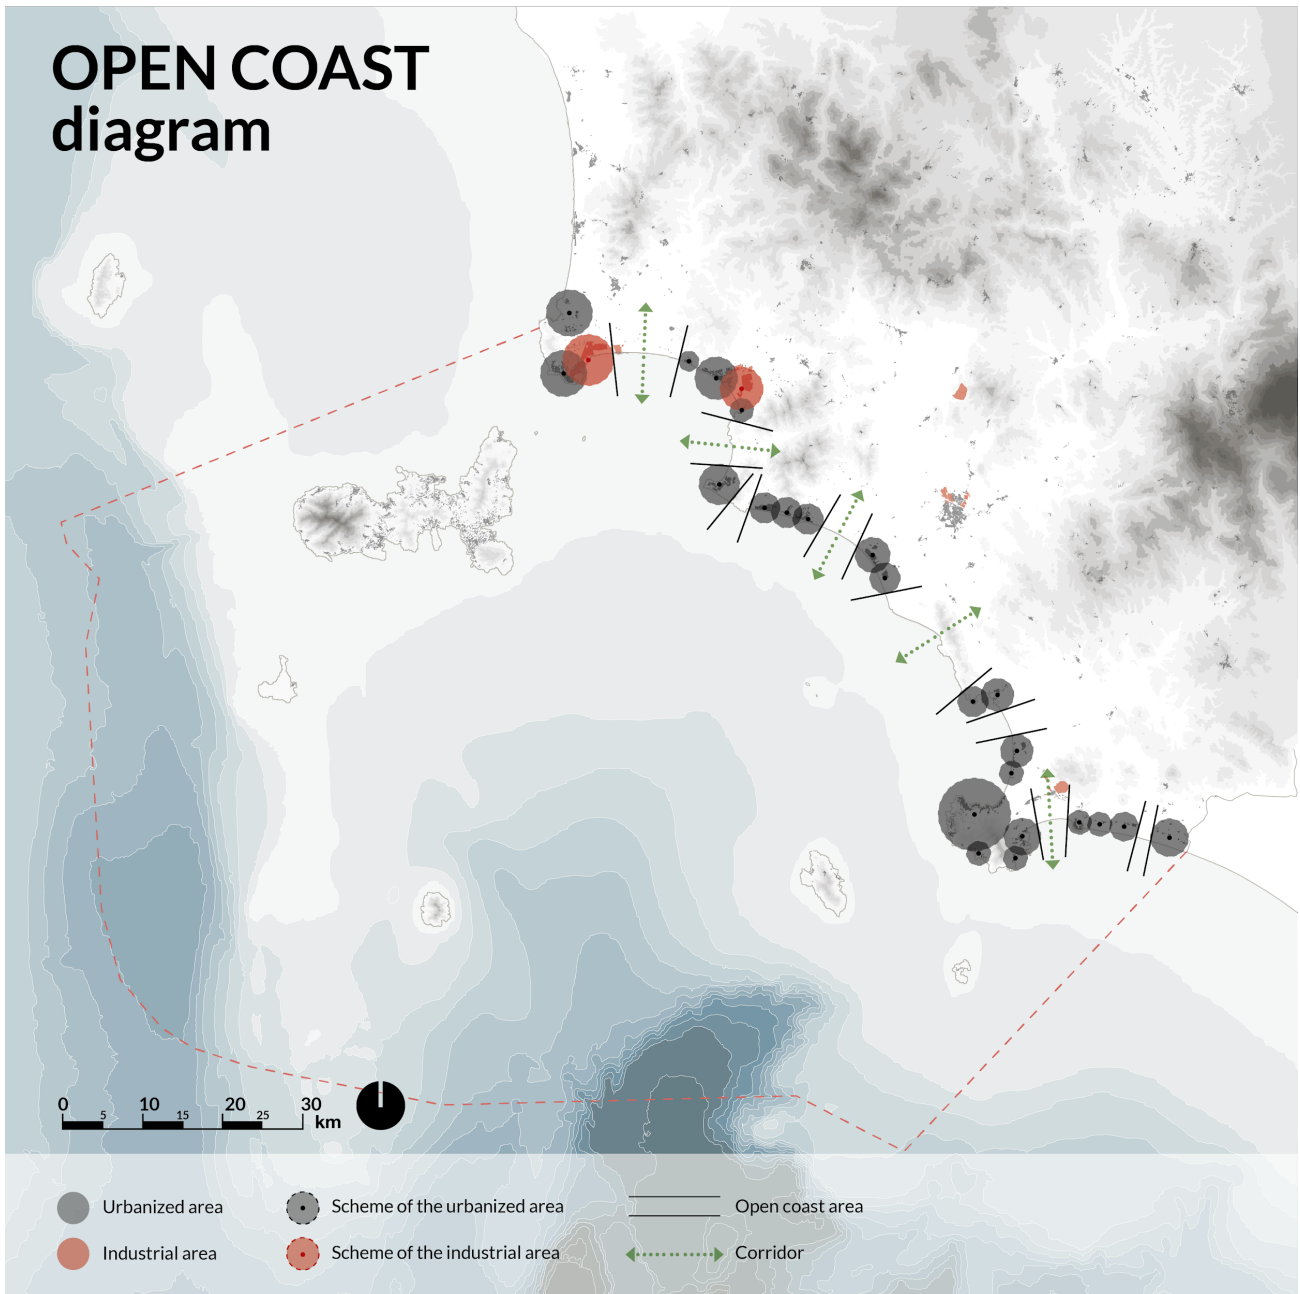 OPEN COAST
diagram
0 5 10 15 20 25 30
km
Urbanized area
Scheme of the urbanized area
Open coast area
Industrial area
Scheme of the industrial area
Corridor